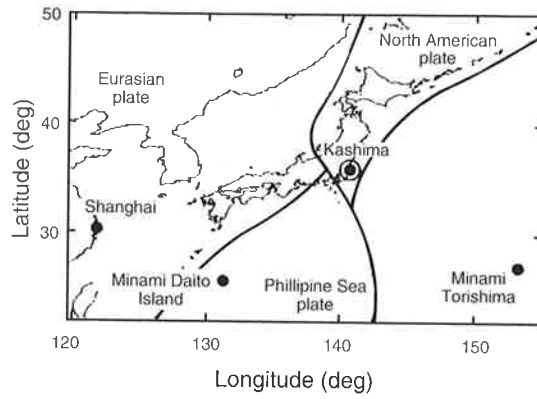 50
40
30
Latitude (deg)
North American
plate
Eurasian
plate
Kashima
Shanghai
Minami Daito
Island
Phillipine Sea
plate
Minami
Torishima
120
130
140
150
Longitude (deg)